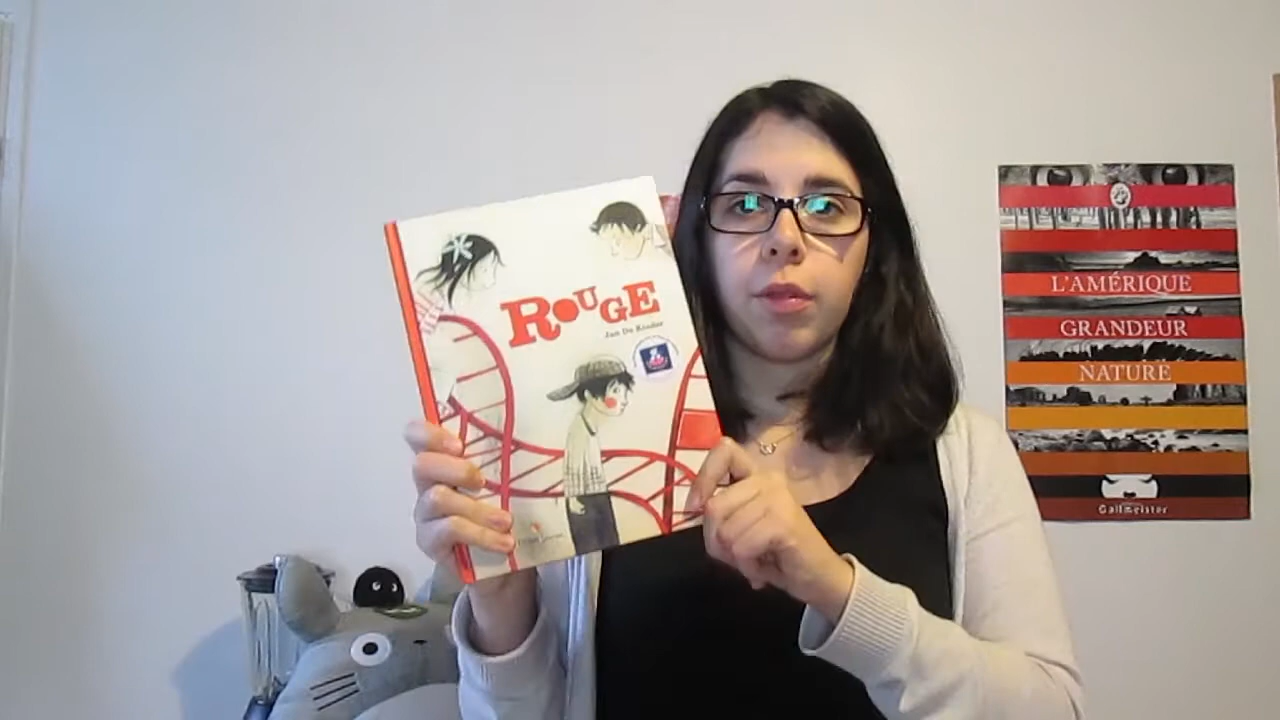 ROUGE
Jan De Kinder
L'AMÉRIQUE
GRANDEUR
NATURE
Gallmeister